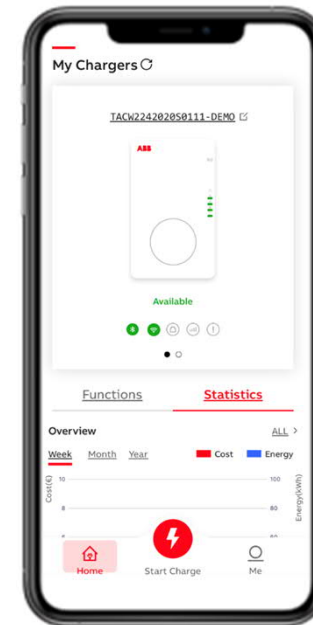 My Chargers
TACW2242020S0111-DEMO
ABB
Available
Functions Statistics
Overview ALL >
Week Month Year Cost Energy
Cost(€) 10 100 Energy(kWh)
8 80
Home Start Charge Me